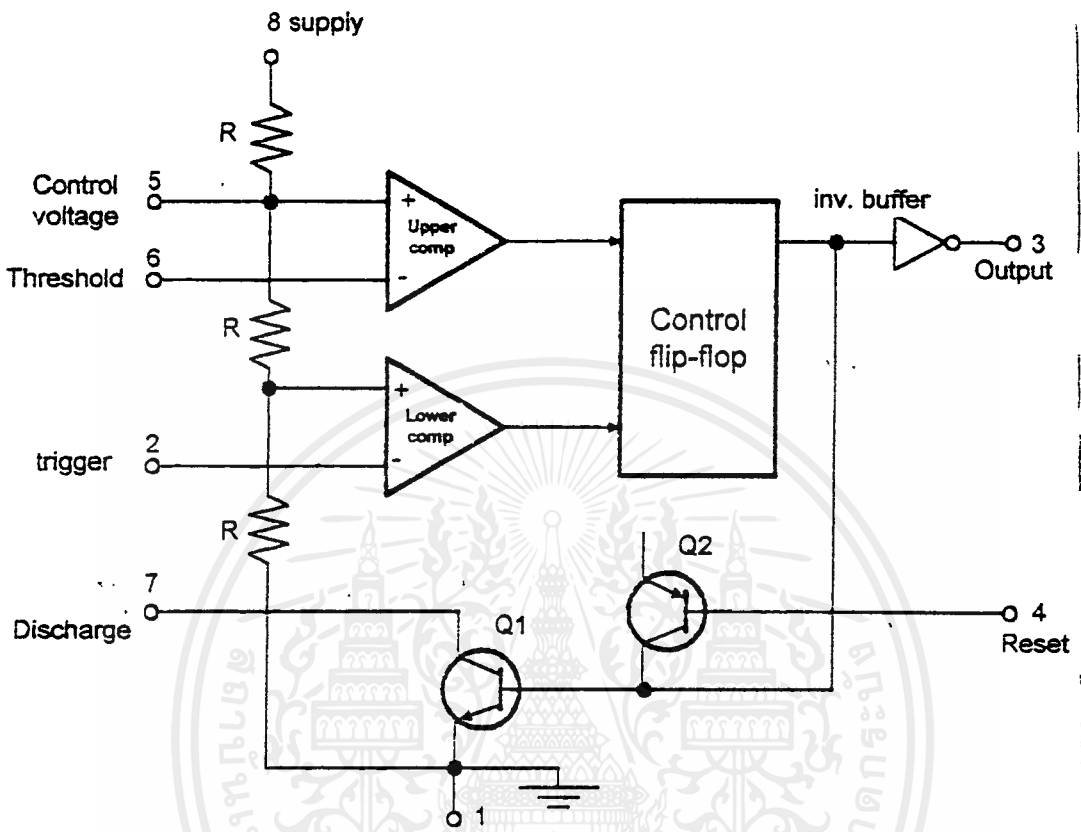 8 suppiy
R
Control
voltage
5
+
Upper
comp
-
6
Threshold
inv. buffer
3
Output
R
Control
flip-flop
+
Lower
comp
-
2
trigger
R
7
Discharge
Q1
Q2
4
Reset
1